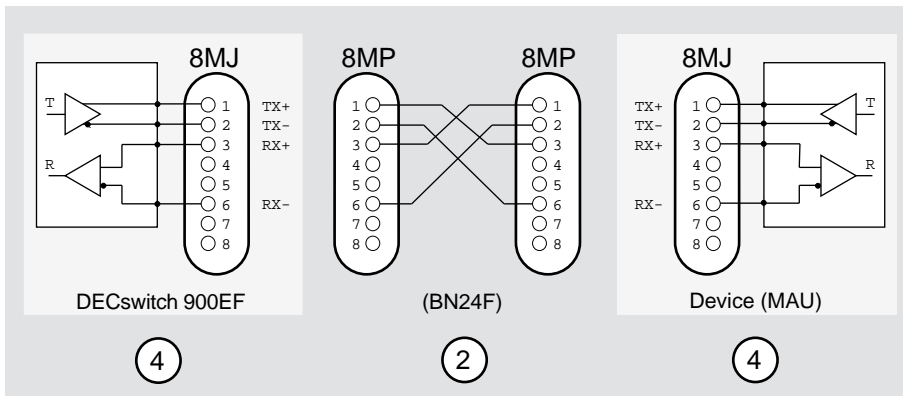 8MJ
T
R
1 TX+
2 TX-
3 RX+
4
5
6 RX-
7
8
DECswitch 900EF
4
8MP 8MP
1 1
2 2
3 3
4 4
5 5
6 6
7 7
8 8
(BN24F)
2
8MJ
TX+ 1
TX- 2
RX+ 3
4
5
RX- 6
7
8
T
R
Device (MAU)
4